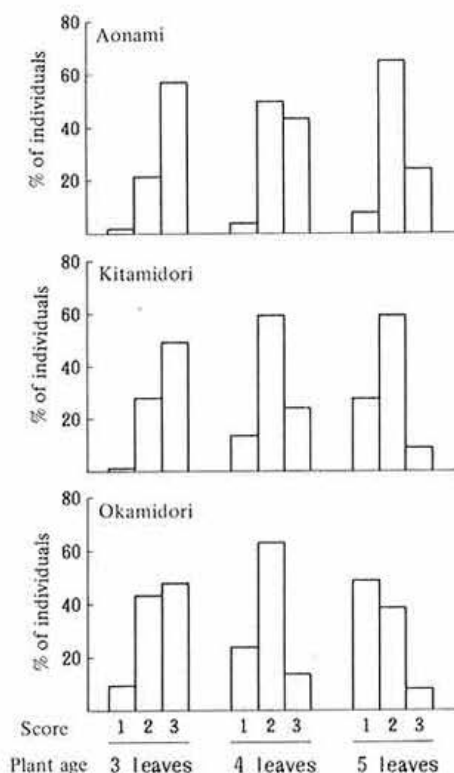 Aonami
80
60
40
20
% of individuals
Kitamidori
80
60
40
20
% of individuals
Okamidori
80
60
40
20
% of individuals
Score 1 2 3 1 2 3 1 2 3
Plant age 3 leaves 4 leaves 5 leaves